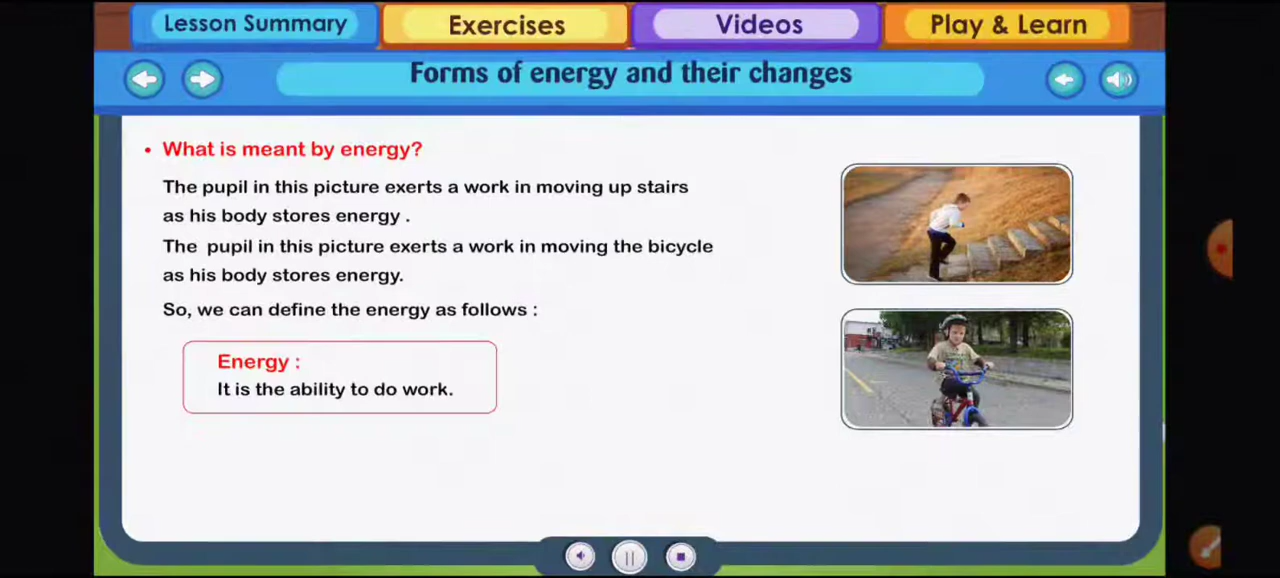 Lesson Summary
Exercises
Videos
Play & Learn
Forms of energy and their changes
• What is meant by energy?
The pupil in this picture exerts a work in moving up stairs
as his body stores energy .
The pupil in this picture exerts a work in moving the bicycle
as his body stores energy.
So, we can define the energy as follows :
Energy :
It is the ability to do work.